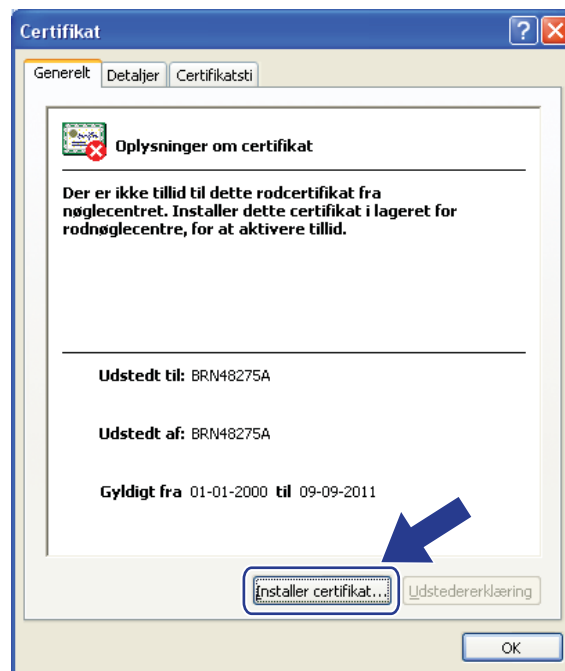 Certifikat
Generelt Detaljer Certifikatsti
Oplysninger om certifikat
Der er ikke tillid til dette rodcertifikat fra
nøglecentret. Installer dette certifikat i lageret for
rodnøglecentre, for at aktivere tillid.
Udstedt til: BRN48275A
Udstedt af: BRN48275A
Gyldigt fra 01-01-2000 til 09-09-2011
Installer certifikat... Udstedererklæring
OK